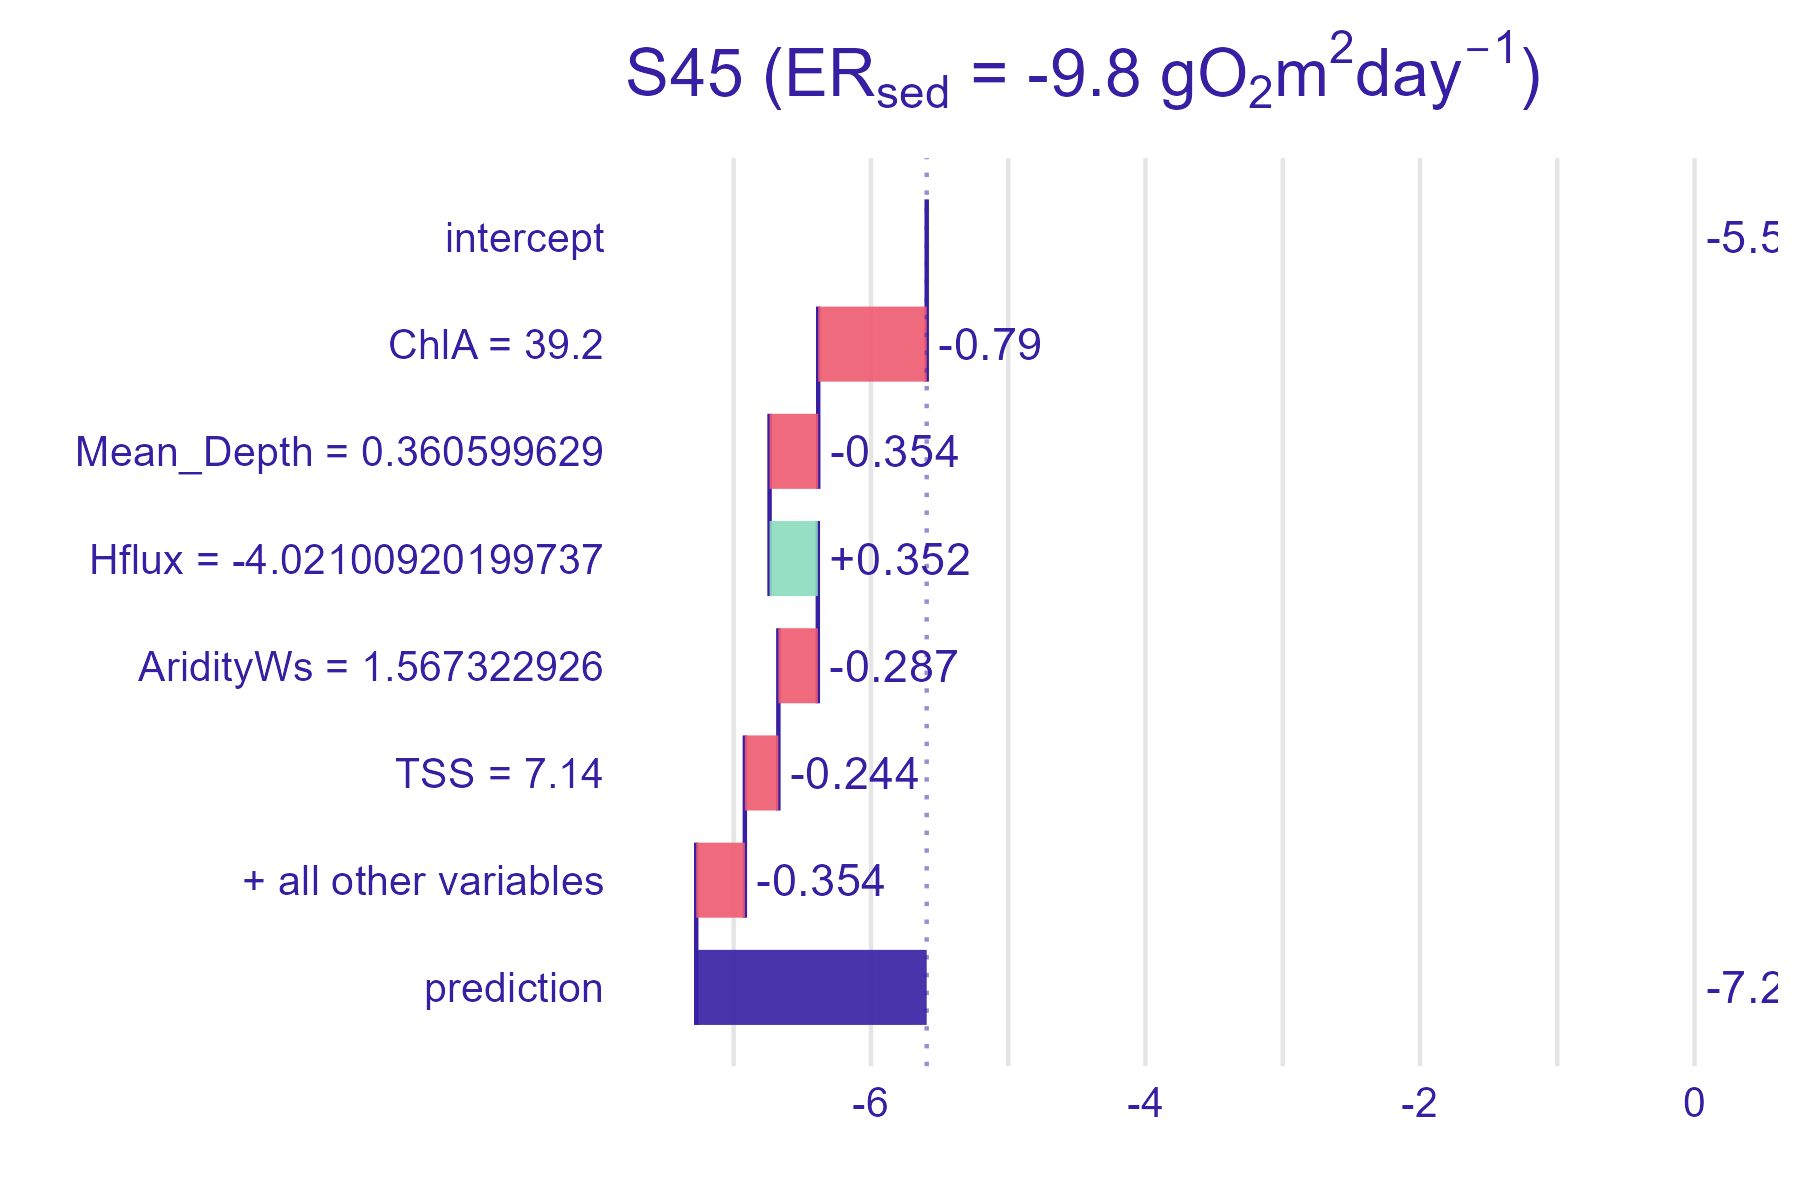 S45 (ERsed = -9.8 gO2m2day−1)
intercept
-5.5
ChlA = 39.2
-0.79
Mean_Depth = 0.360599629
-0.354
Hflux = -4.02100920199737
+0.352
AridityWs = 1.567322926
-0.287
TSS = 7.14
-0.244
+ all other variables
-0.354
prediction
-7.2
-6 -4 -2 0